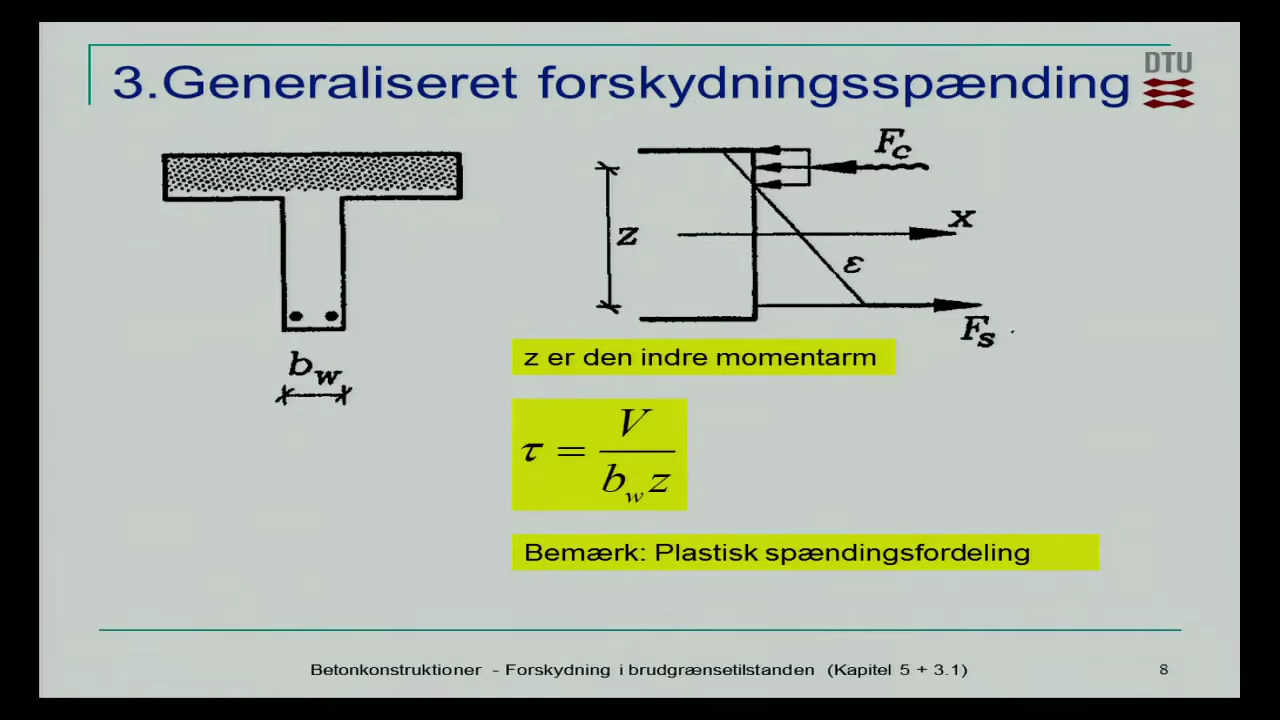 DTU
3.Generaliseret forskydningsspænding
F_c
z
x
ε
F_s
b_w
z er den indre momentarm
τ = V / b_w z
Bemærk: Plastisk spændingsfordeling
Betonkonstruktioner - Forskydning i brudgrænsetilstanden (Kapitel 5 + 3.1)
8